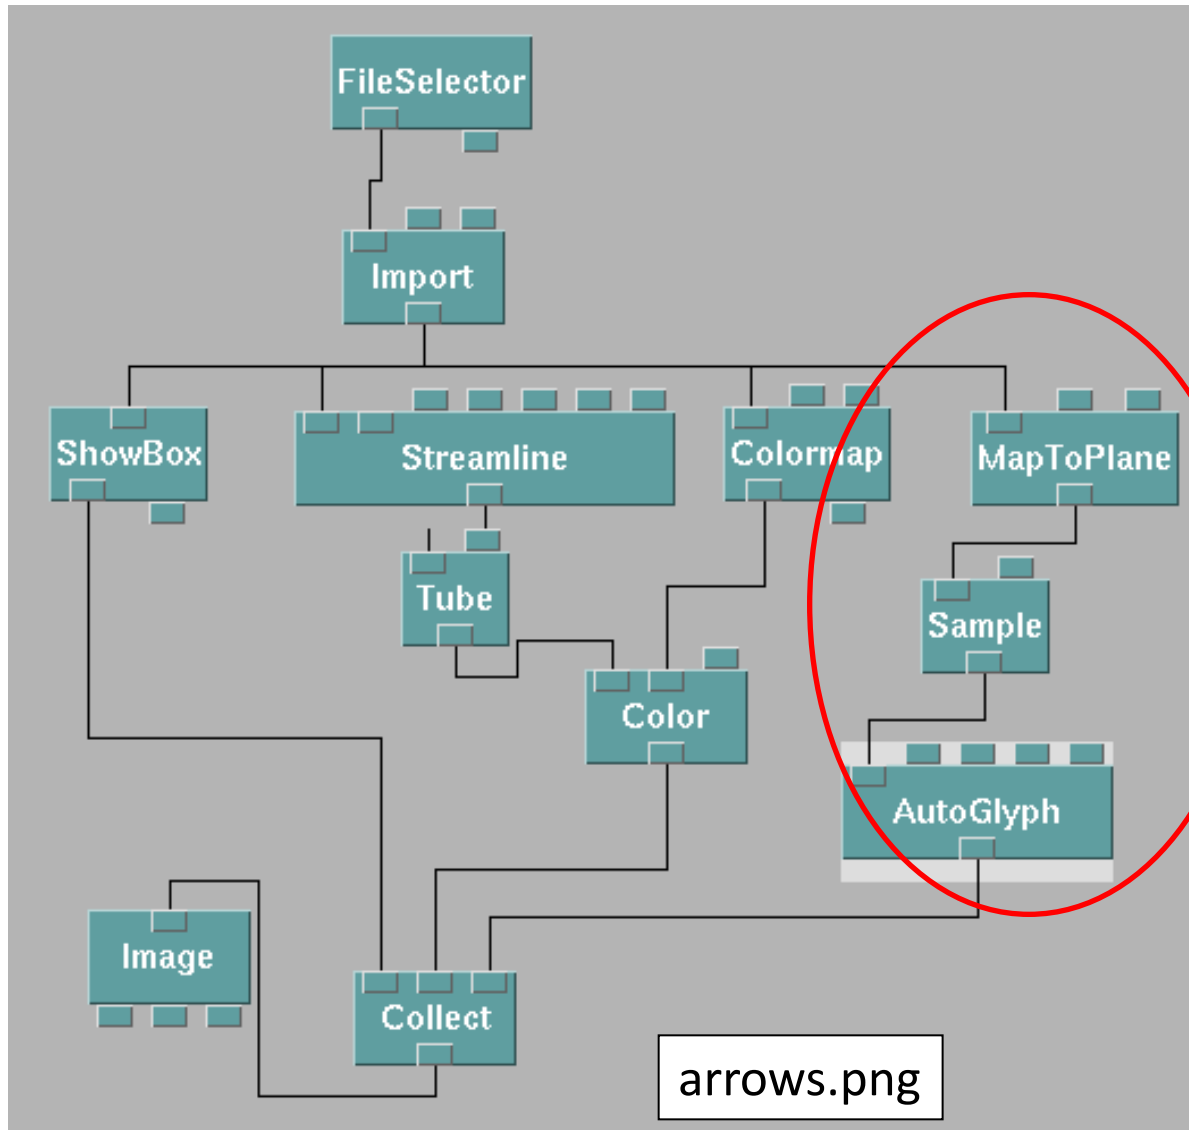 FileSelector
Import
ShowBox
Streamline
Colormap
MapToPlane
Tube
Sample
Color
AutoGlyph
Image
Collect
arrows.png